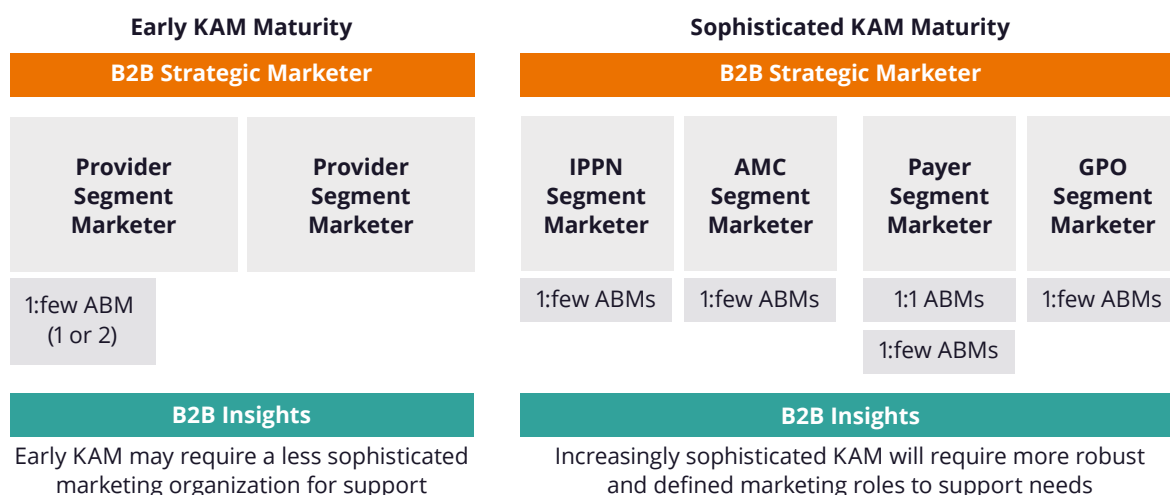 Early KAM Maturity
B2B Strategic Marketer
Provider
Segment
Marketer
Provider
Segment
Marketer
1:few ABM
(1 or 2)
B2B Insights
Early KAM may require a less sophisticated
marketing organization for support
Sophisticated KAM Maturity
B2B Strategic Marketer
IPPN
Segment
Marketer
AMC
Segment
Marketer
Payer
Segment
Marketer
GPO
Segment
Marketer
1:few ABMs
1:few ABMs
1:1 ABMs
1:few ABMs
1:few ABMs
B2B Insights
Increasingly sophisticated KAM will require more robust
and defined marketing roles to support needs